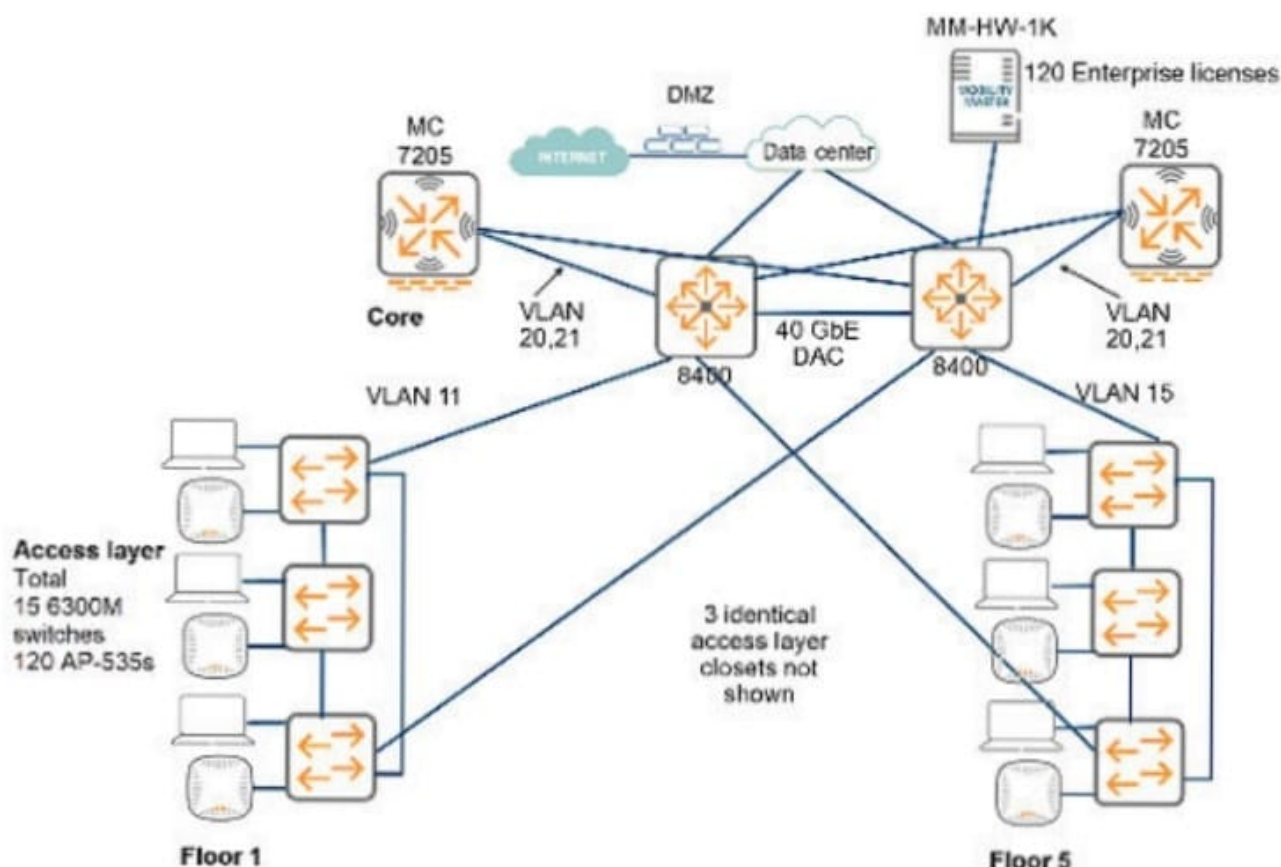 MM-HW-1K
120 Enterprise licenses
MOBILITY
MASTER
DMZ
MC
7205
INTERNET
Data center
MC
7205
VLAN
20,21
Core
40 GbE
DAC
VLAN
20,21
8400
8400
VLAN 11
VLAN 15
Access layer
Total
15 6300M
switches
120 AP-535s
3 identical
access layer
closets not
shown
Floor 1
Floor 5